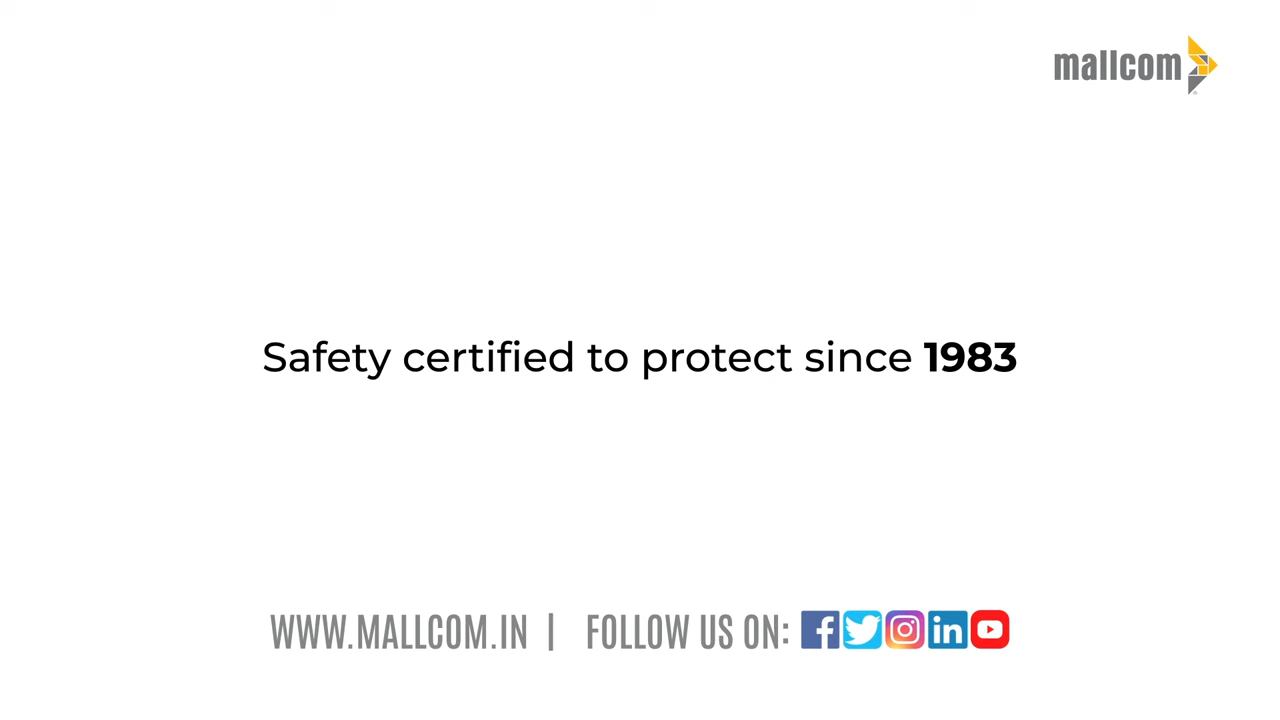 mallcom
Safety certified to protect since 1983
WWW.MALLCOM.IN | FOLLOW US ON: